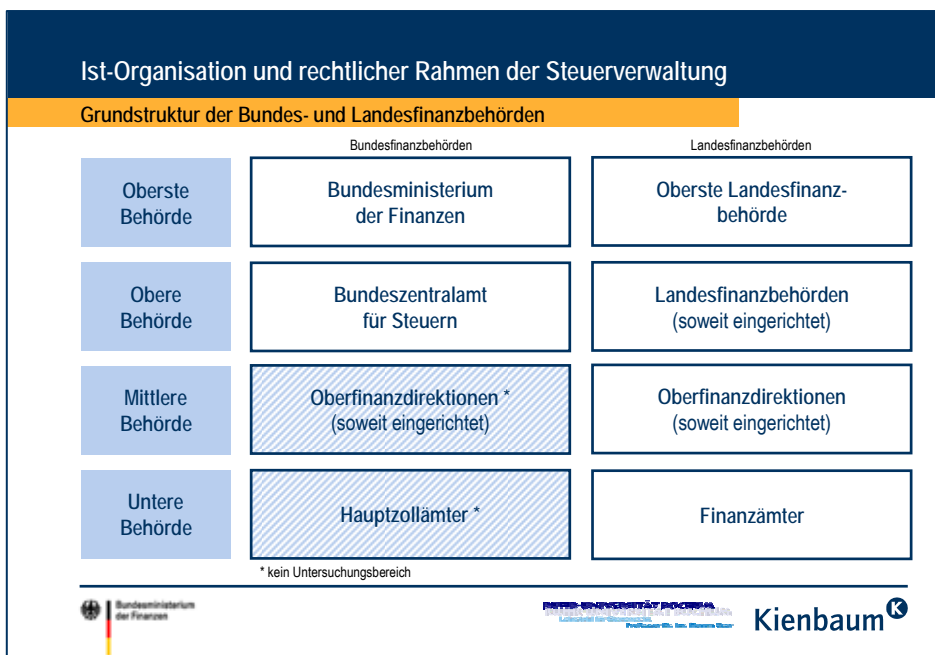 Ist-Organisation und rechtlicher Rahmen der Steuerverwaltung
Grundstruktur der Bundes- und Landesfinanzbehörden
Bundesfinanzbehörden
Landesfinanzbehörden
Oberste
Behörde
Bundesministerium
der Finanzen
Oberste Landesfinanz-
behörde
Obere
Behörde
Bundeszentralamt
für Steuern
Landesfinanzbehörden
(soweit eingerichtet)
Mittlere
Behörde
Oberfinanzdirektionen *
(soweit eingerichtet)
Oberfinanzdirektionen
(soweit eingerichtet)
Untere
Behörde
Hauptzollämter *
Finanzämter
* kein Untersuchungsbereich
Bundesministerium
der Finanzen
Kienbaum K